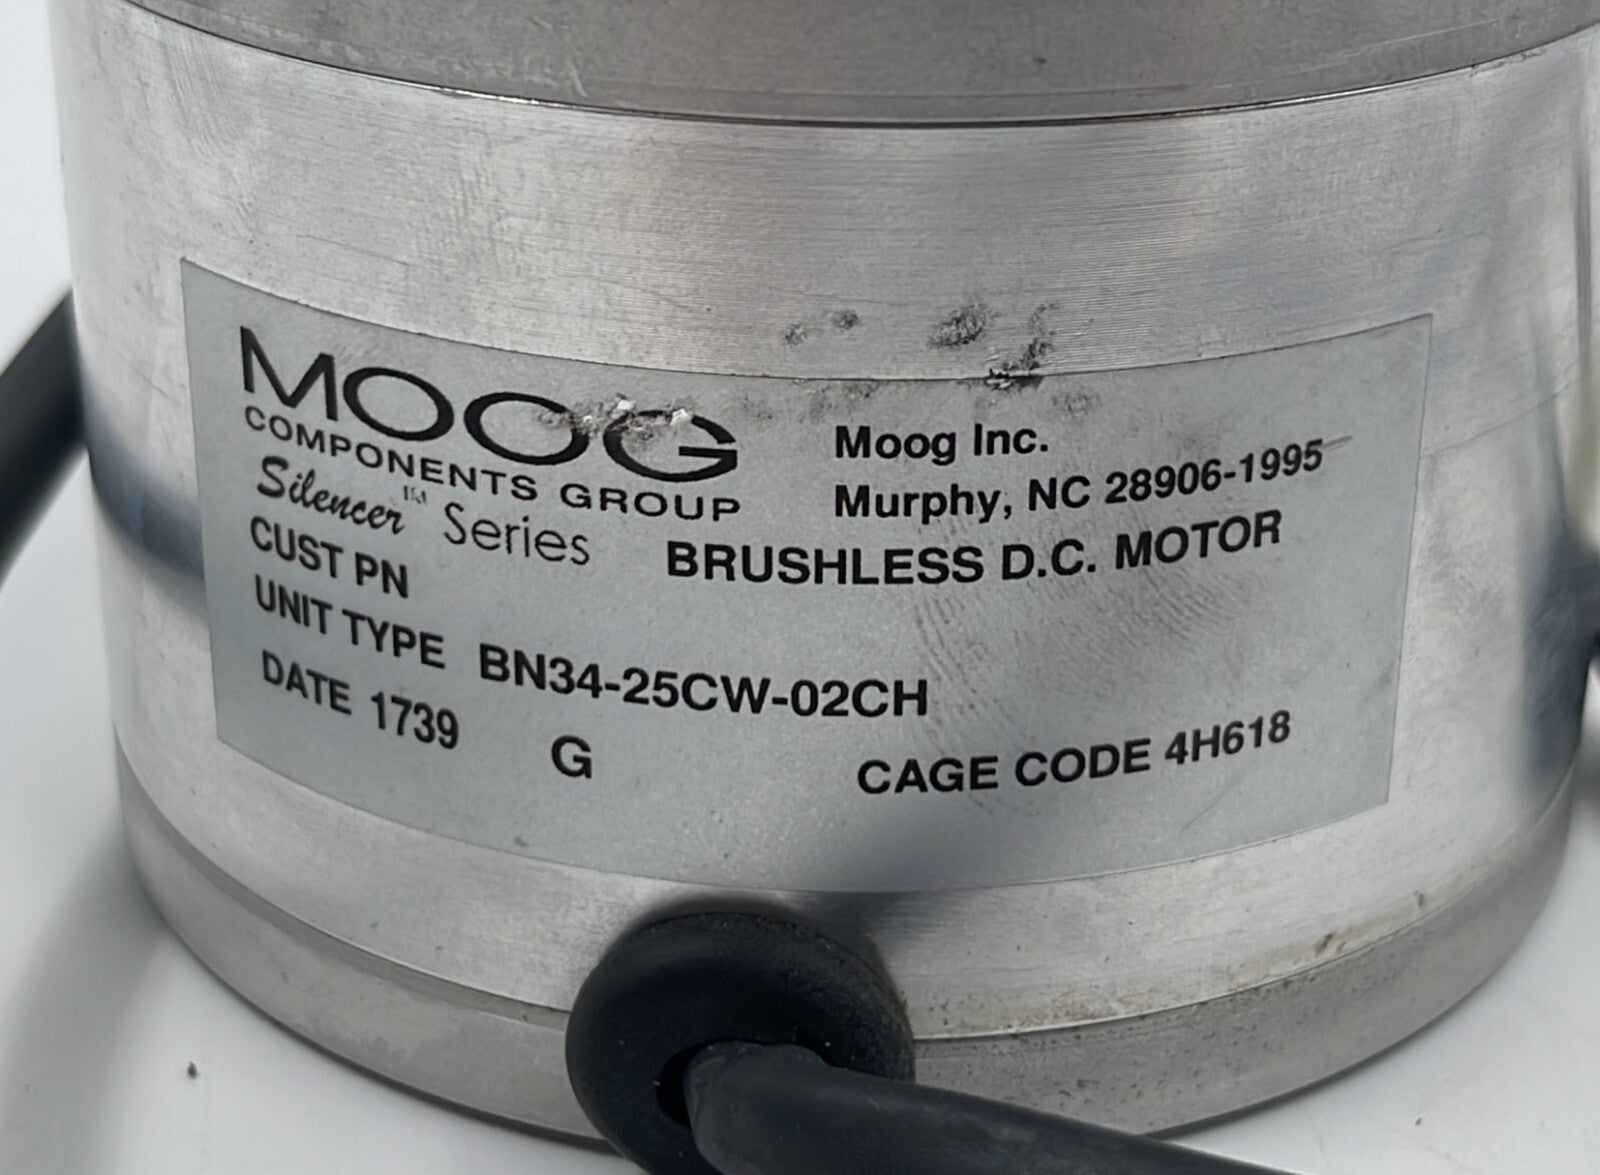 MOOG
COMPONENTS GROUP
Silencer™ Series
Moog Inc.
Murphy, NC 28906-1995
BRUSHLESS D.C. MOTOR
CUST PN
UNIT TYPE BN34-25CW-02CH
DATE 1739 G
CAGE CODE 4H618